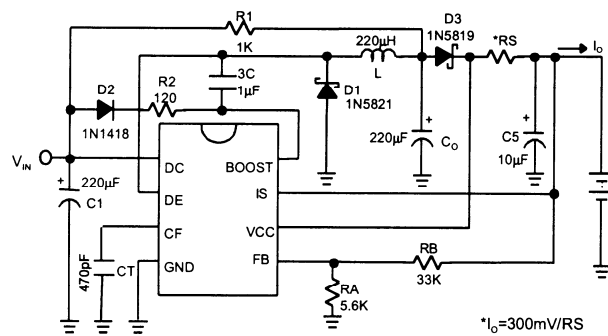 R1
1K
D3
1N5819
*RS
IO
220µH
L
3C
1µF
D2
1N1418
R2
120
D1
1N5821
220µF
CO
C5
10µF
+
+
+
VIN
220µF
C1
DC
BOOST
DE
IS
CF
VCC
GND
FB
470pF
CT
RB
33K
RA
5.6K
*IO=300mV/RS